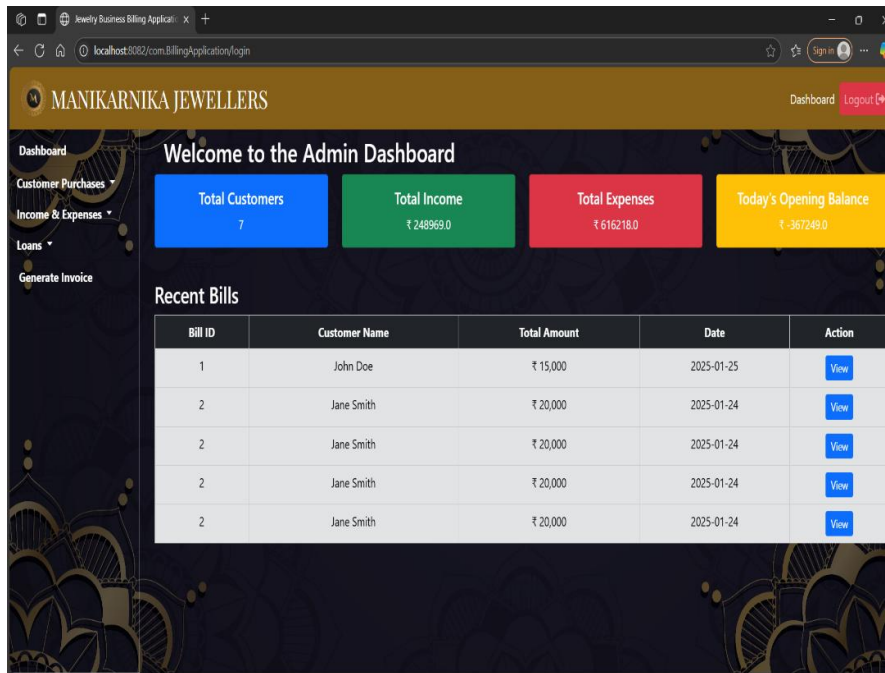 Jewelry Business Billing Applicatic
localhost:8082/com.BillingApplication/login
Sign in
MANIKARNIKA JEWELLERS
Dashboard Logout
Dashboard
Customer Purchases
Income & Expenses
Loans
Generate Invoice
Welcome to the Admin Dashboard
Total Customers
7
Total Income
₹ 248969.0
Total Expenses
₹ 616218.0
Today's Opening Balance
₹ -367249.0
Recent Bills
Bill ID Customer Name Total Amount Date Action
1 John Doe ₹ 15,000 2025-01-25 View
2 Jane Smith ₹ 20,000 2025-01-24 View
2 Jane Smith ₹ 20,000 2025-01-24 View
2 Jane Smith ₹ 20,000 2025-01-24 View
2 Jane Smith ₹ 20,000 2025-01-24 View